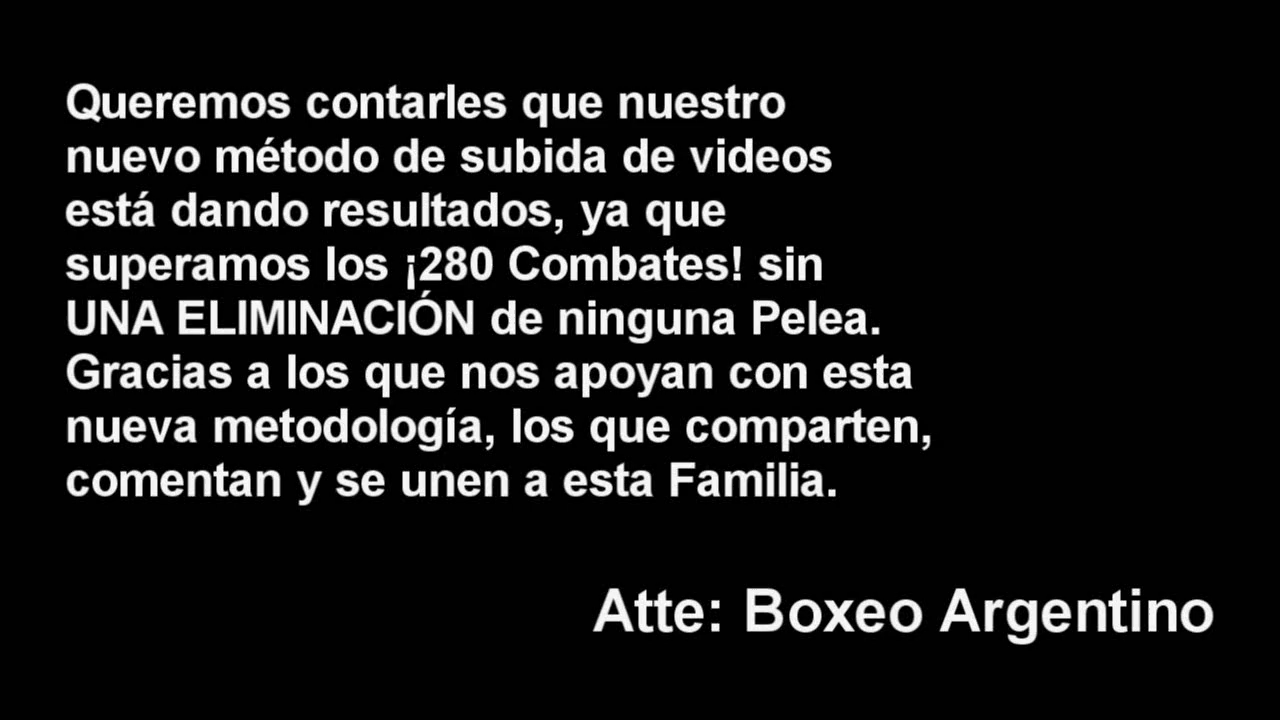 Queremos contarles que nuestro
nuevo método de subida de videos
está dando resultados, ya que
superamos los ¡280 Combates! sin
UNA ELIMINACIÓN de ninguna Pelea.
Gracias a los que nos apoyan con esta
nueva metodología, los que comparten,
comentan y se unen a esta Familia.
Atte: Boxeo Argentino